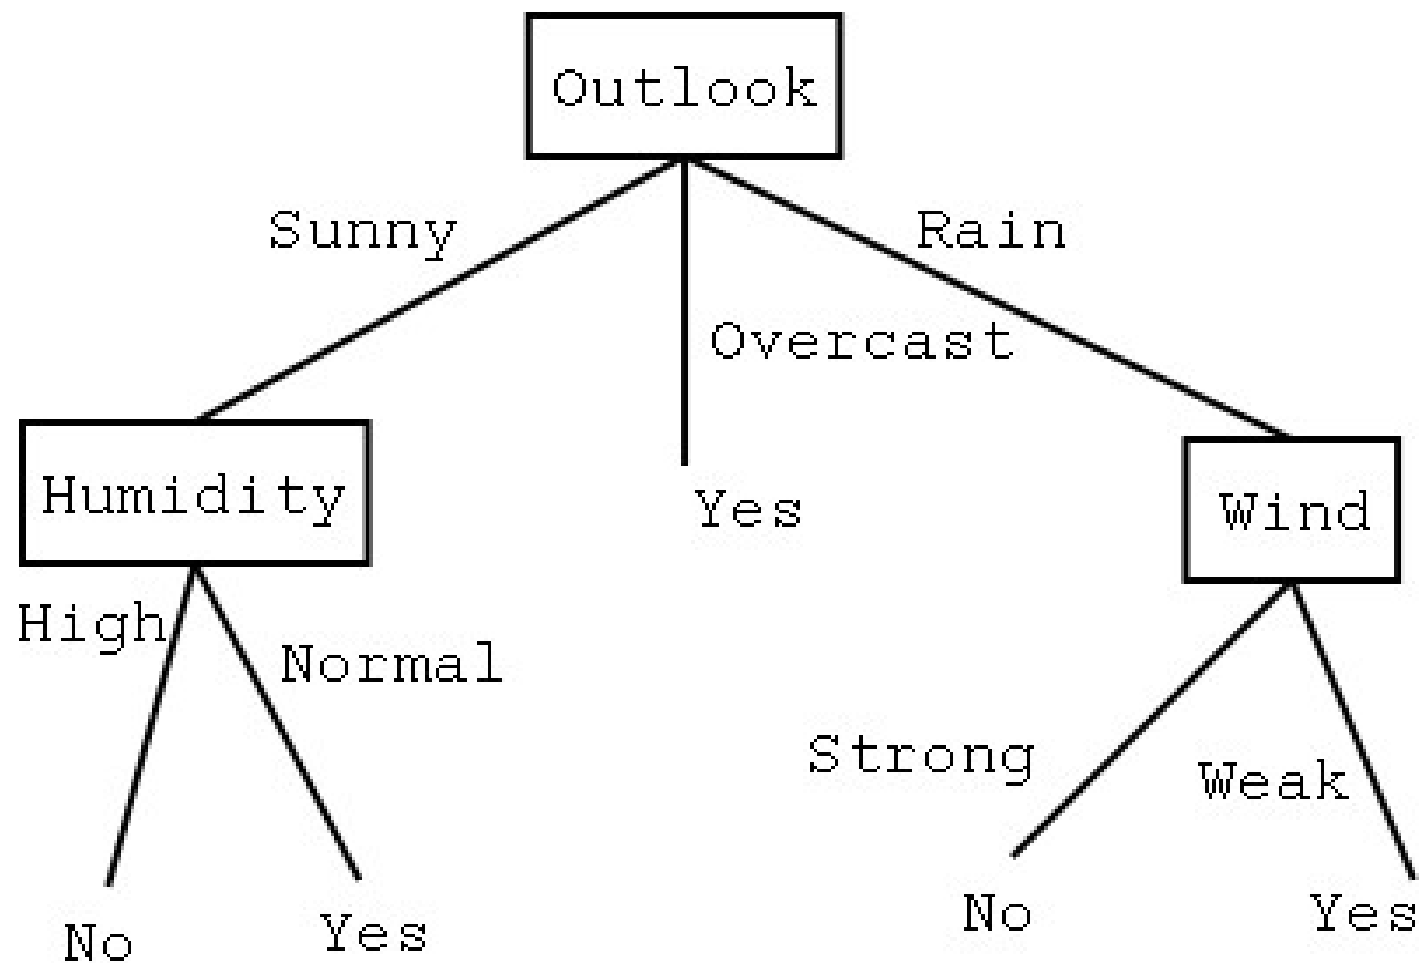 Outlook
Sunny
Rain
Overcast
Humidity
Yes
Wind
High
Normal
Strong
Weak
No
Yes
No
Yes